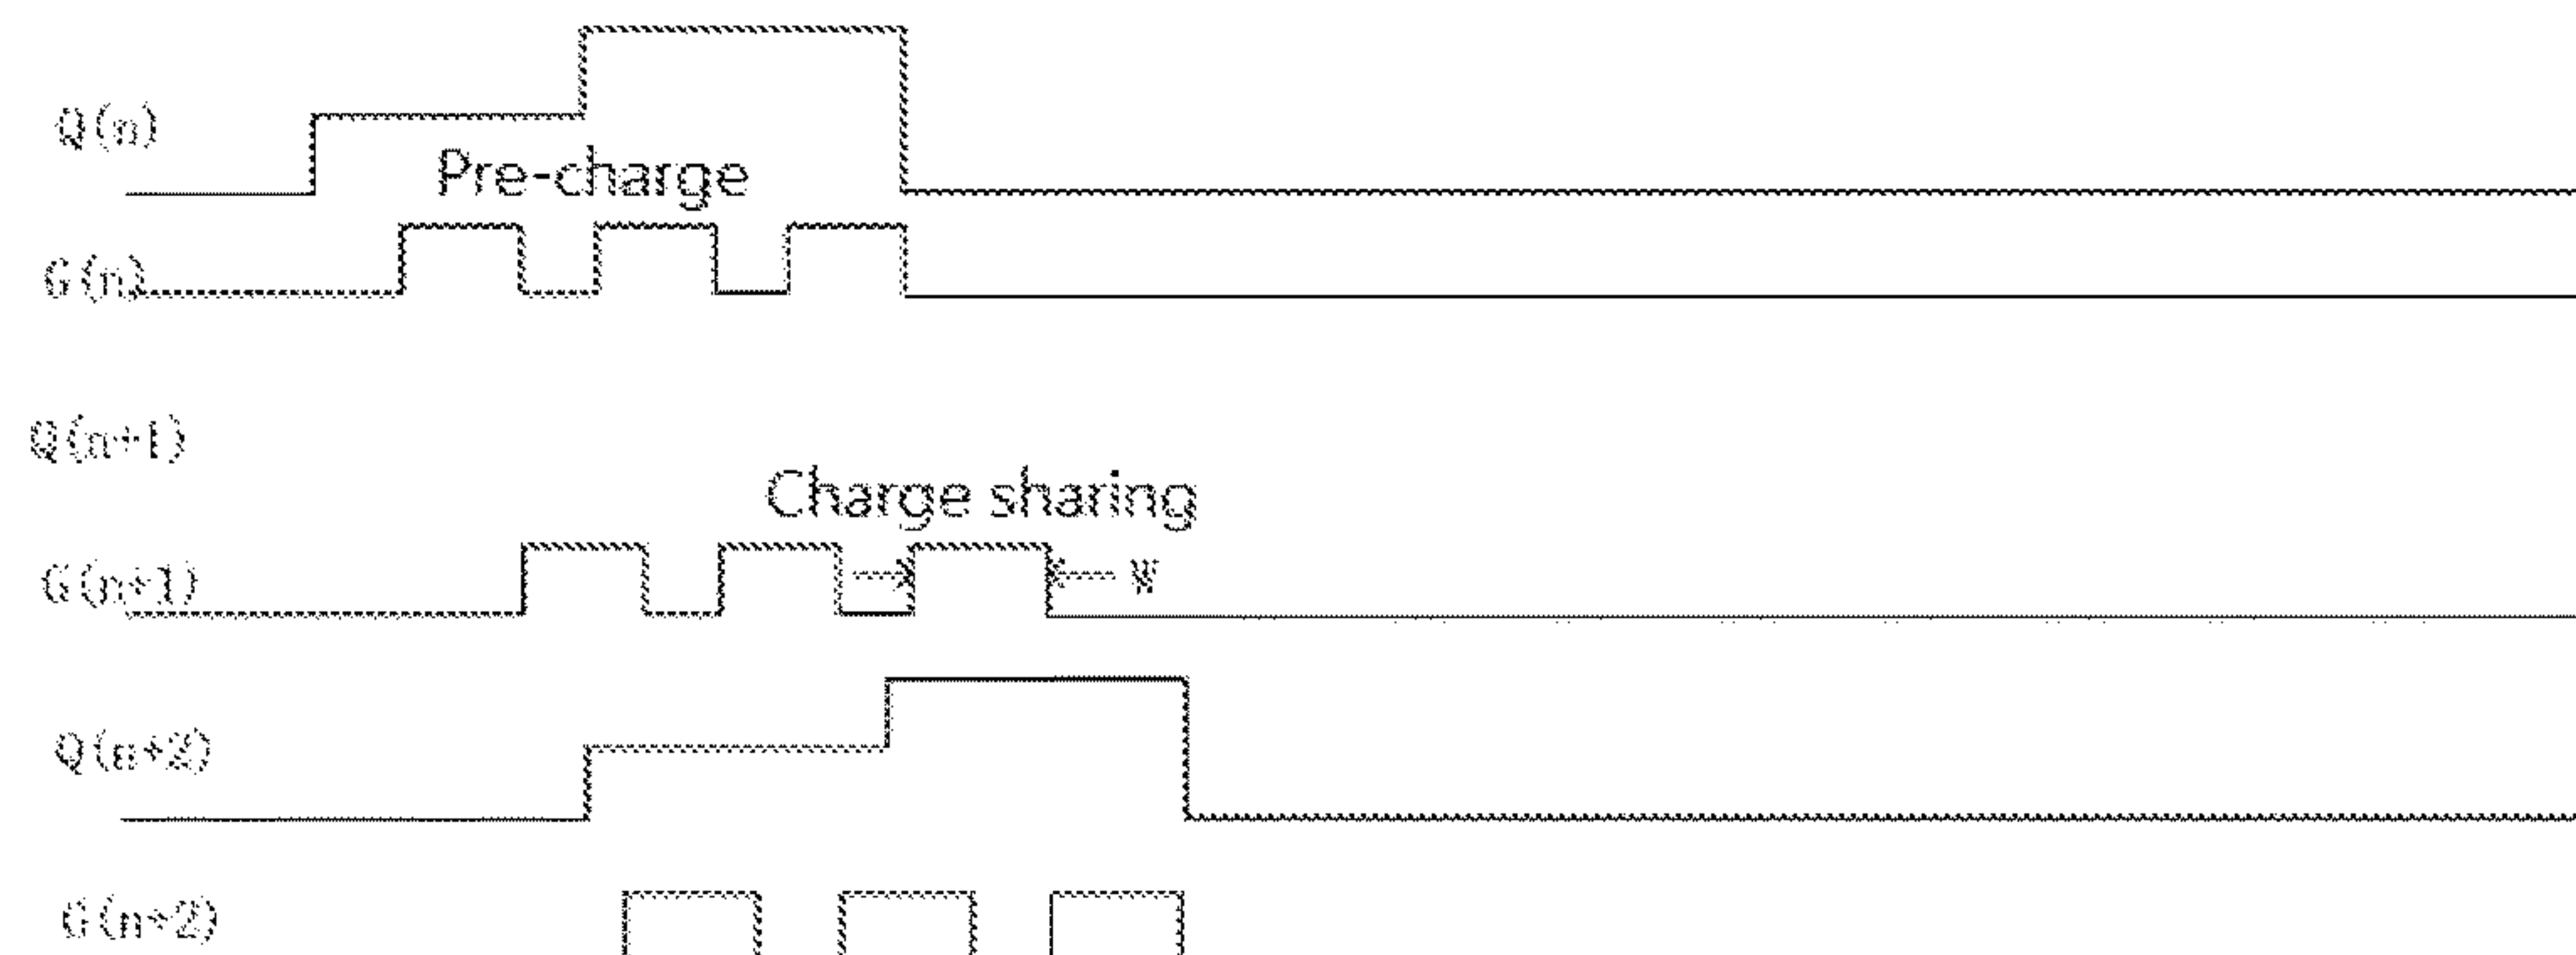 Q(n)
Pre-charge
G(n)
Q(n+1)
Charge sharing
G(n+1)
W
Q(n+2)
G(n+2)